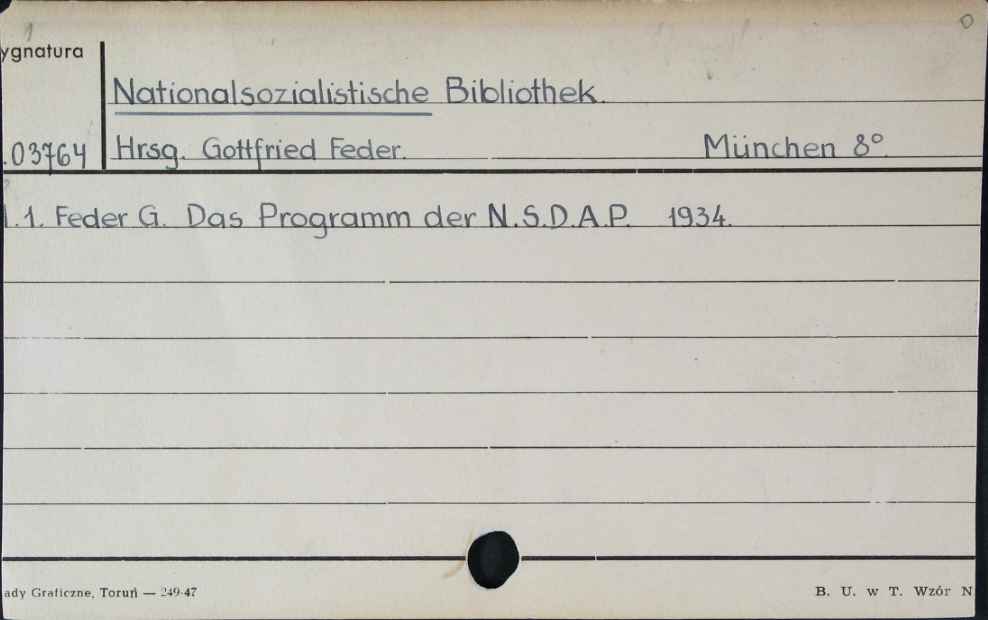 ygnatura
Nationalsozialistische Bibliothek.
.03764 Hrsg. Gottfried Feder. München 8°
1. Feder G. Das Programm der N.S.D.A.P. 1934.
ady Graficzne, Toruń — 249-47 B. U. w T. Wzór N